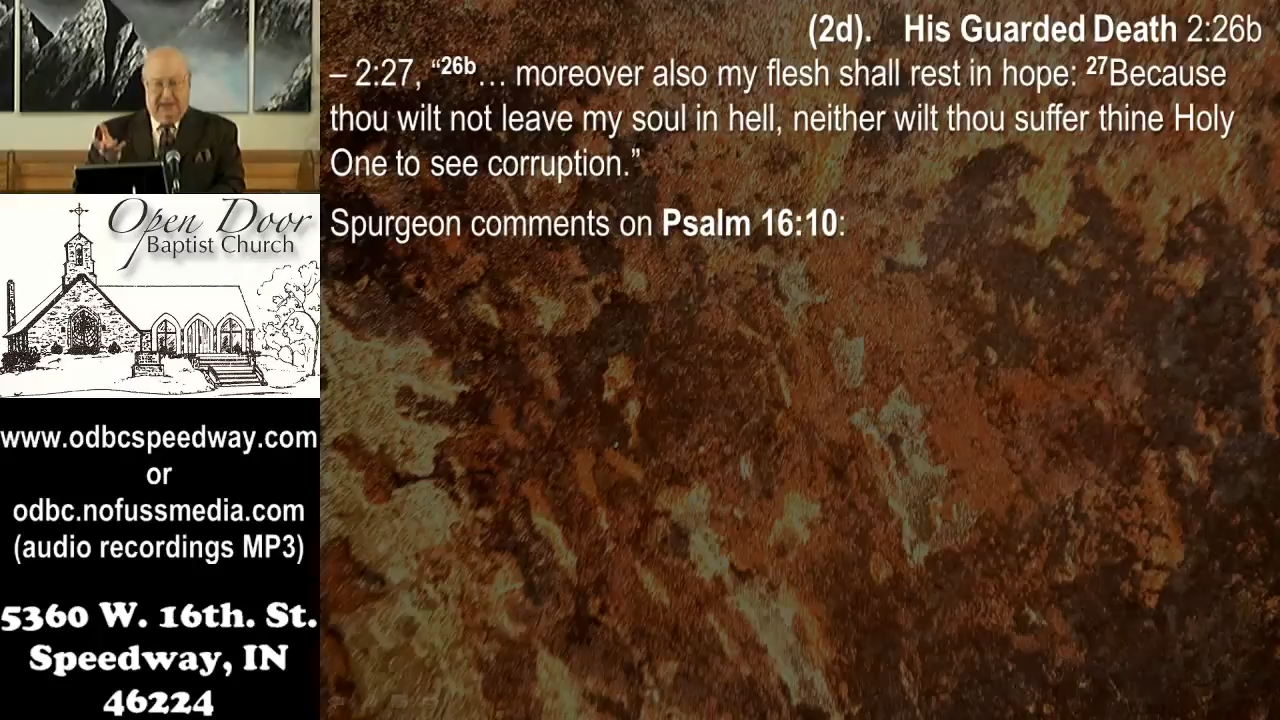 (2d). His Guarded Death 2:26b
– 2:27, “26b… moreover also my flesh shall rest in hope: 27Because
thou wilt not leave my soul in hell, neither wilt thou suffer thine Holy
One to see corruption.”
Spurgeon comments on Psalm 16:10:
Open Door
Baptist Church
www.odbcspeedway.com
or
odbc.nofussmedia.com
(audio recordings MP3)
5360 W. 16th. St.
Speedway, IN
46224